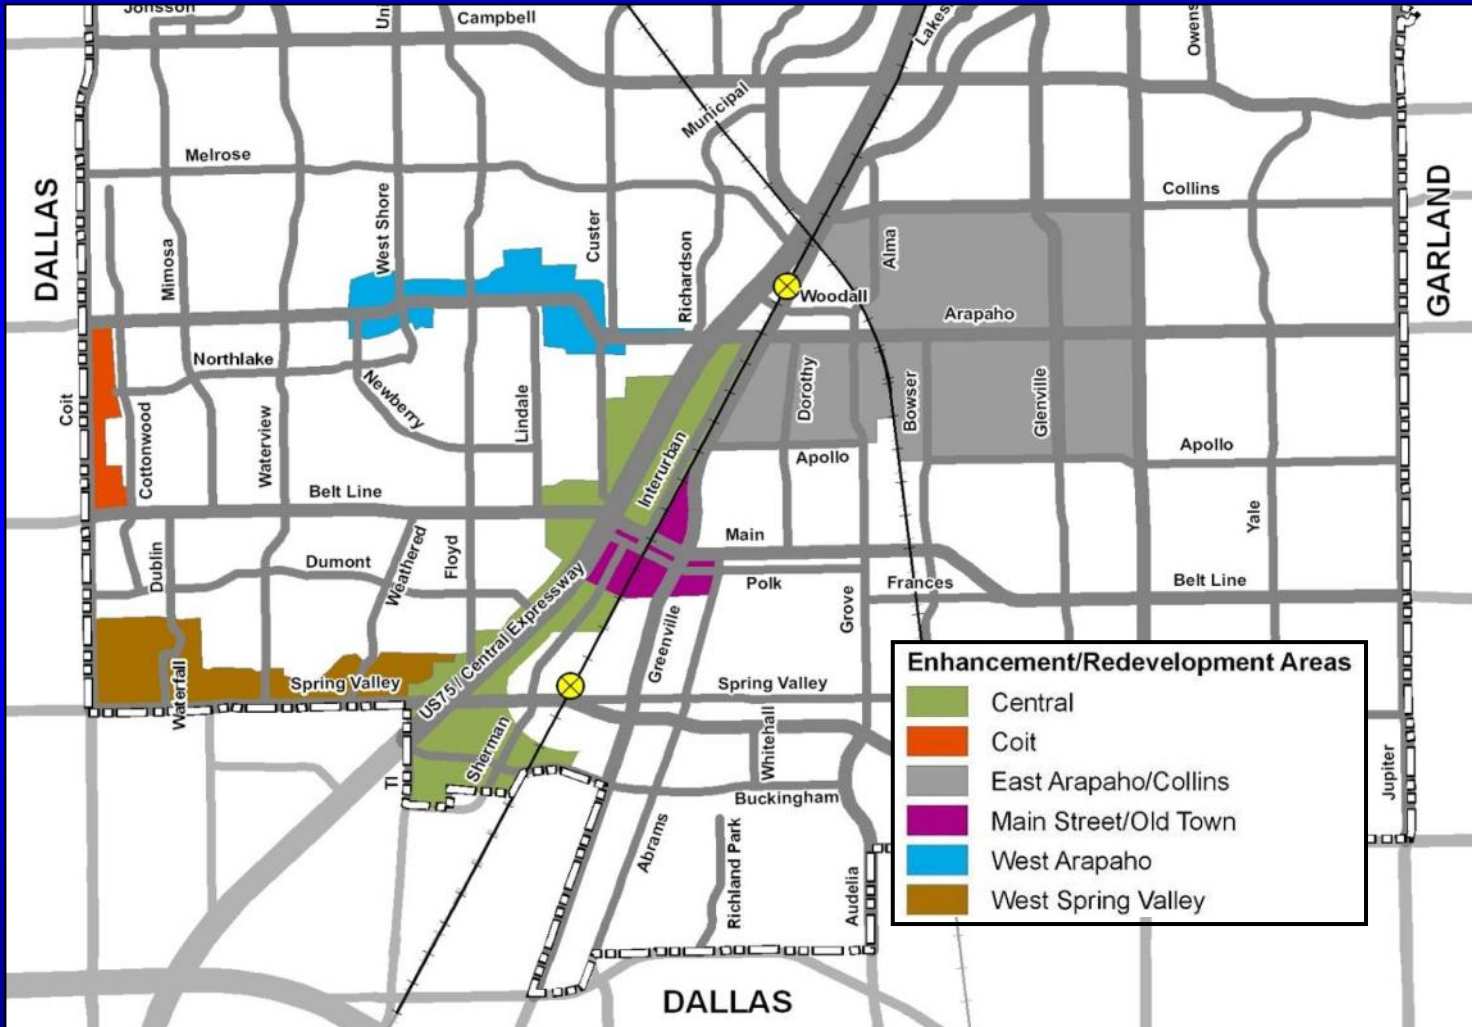 Jonsson
Campbell
Municipal
Melrose
Collins
DALLAS
GARLAND
Mimosa
West Shore
Custer
Richardson
Alma
Woodall
Arapaho
Northlake
Newberry
Lindale
Dorothy
Bowser
Glenville
Coit
Cottonwood
Waterview
Interurban
Apollo
Apollo
Belt Line
Yale
Main
Dublin
Dumont
Weathered
Floyd
Polk
Frances
Belt Line
Grove
US75 / Central Expressway
Greenville
Waterfall
Spring Valley
Spring Valley
Sherman
Whitehall
TI
Buckingham
Jupiter
Abrams
Richland Park
Audelia
DALLAS
Enhancement/Redevelopment Areas
Central
Coit
East Arapaho/Collins
Main Street/Old Town
West Arapaho
West Spring Valley